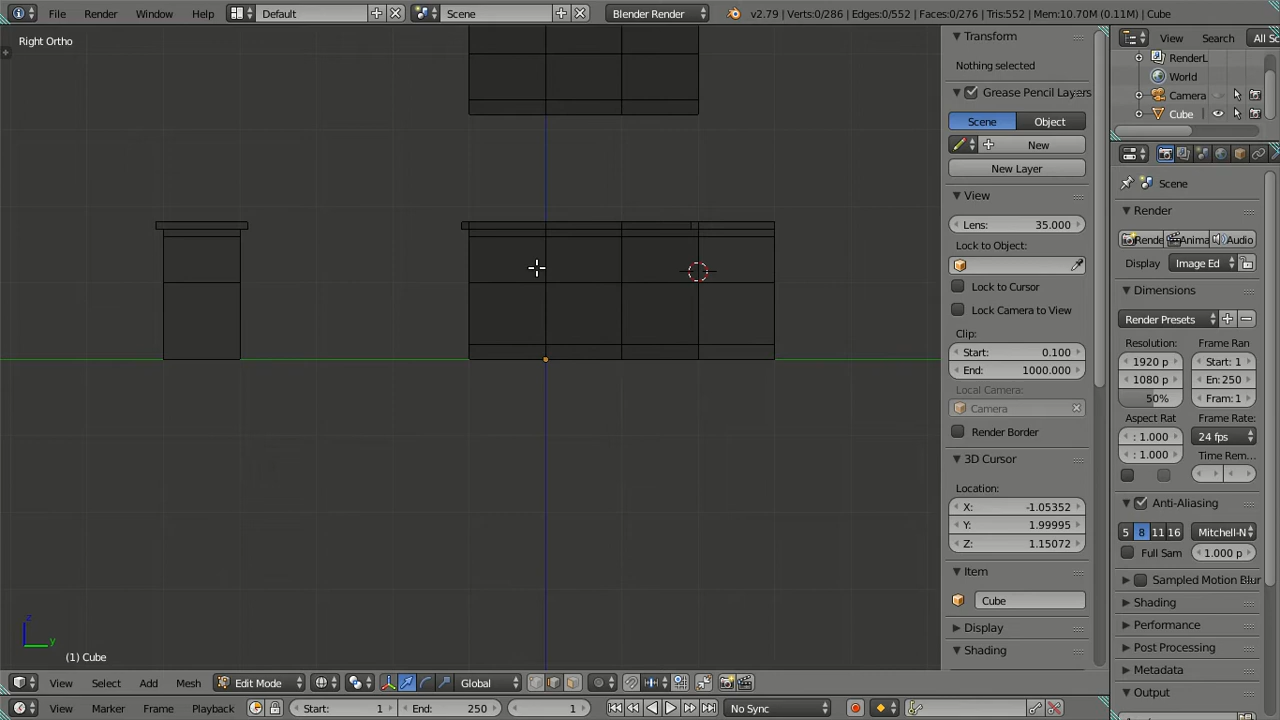 File Render Window Help Default Scene Blender Render v2.79 | Verts:0/286 | Edges:0/552 | Faces:0/276 | Tris:552 | Mem:10.70M (0.11M) | Cube
Right Ortho
z
y
(1) Cube
View Select Add Mesh Edit Mode Global
View Marker Frame Playback Start: 1 End: 250 1 No Sync
Transform
Nothing selected
Grease Pencil Layers
Scene Object
New
New Layer
View
Lens: 35.000
Lock to Object:
Lock to Cursor
Lock Camera to View
Clip:
Start: 0.100
End: 1000.000
Local Camera:
Camera
Render Border
3D Cursor
Location:
X: -1.05352
Y: 1.99995
Z: 1.15072
Item
Cube
Display
Shading
View Search All Sc
RenderL
World
Camera
Cube
Scene
Render
Rende Anima Audio
Display Image Ed
Dimensions
Render Presets
Resolution: Frame Ran
1920 p Start: 1
1080 p En: 250
50% Fram: 1
Aspect Rat Frame Rate:
: 1.000 24 fps
: 1.000 Time Rem...
Anti-Aliasing
5 8 11 16 Mitchell-N
Full Sam 1.000 p
Sampled Motion Blur
Shading
Performance
Post Processing
Metadata
Output